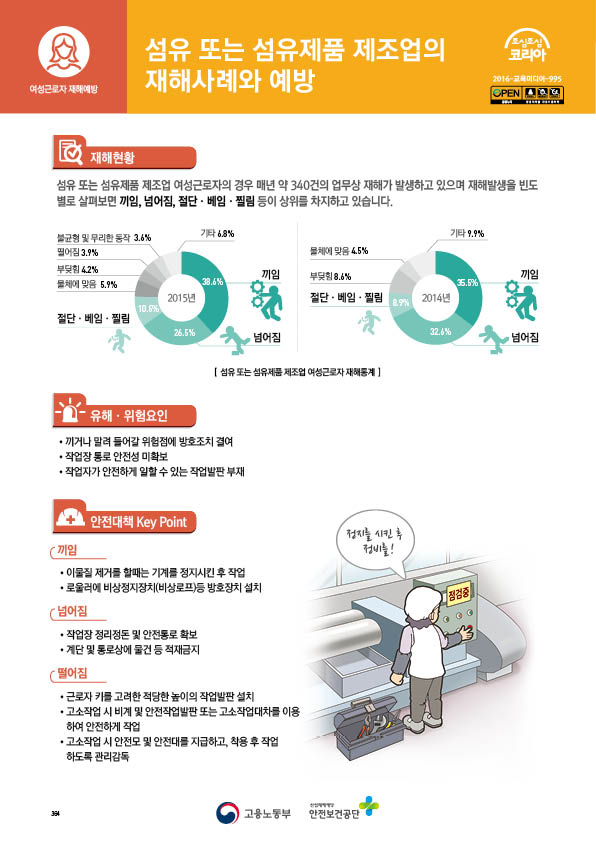 여성근로자 재해예방
섬유 또는 섬유제품 제조업의
재해사례와 예방
조심조심
코리아
2016-교육미디어-995
OPEN
재해현황
섬유 또는 섬유제품 제조업 여성근로자의 경우 매년 약 340건의 업무상 재해가 발생하고 있으며 재해발생을 빈도
별로 살펴보면 끼임, 넘어짐, 절단 · 베임 · 찔림 등이 상위를 차지하고 있습니다.
기타 6.8%
불균형 및 무리한 동작 3.6%
떨어짐 3.9%
부딪힘 4.2%
물체에 맞음 5.9%
절단 · 베임 · 찔림
10.5%
26.5%
38.6%
2015년
끼임
넘어짐
기타 9.9%
물체에 맞음 4.5%
부딪힘 8.6%
절단 · 베임 · 찔림
8.9%
32.6%
35.5%
2014년
끼임
넘어짐
[ 섬유 또는 섬유제품 제조업 여성근로자 재해통계 ]
유해 · 위험요인
• 끼거나 말려 들어갈 위험점에 방호조치 결여
• 작업장 통로 안전성 미확보
• 작업자가 안전하게 일할 수 있는 작업발판 부재
안전대책 Key Point
끼임
• 이물질 제거를 할때는 기계를 정지시킨 후 작업
• 로울러에 비상정지장치(비상로프)등 방호장치 설치
넘어짐
• 작업장 정리정돈 및 안전통로 확보
• 계단 및 통로상에 물건 등 적재금지
떨어짐
• 근로자 키를 고려한 적당한 높이의 작업발판 설치
• 고소작업 시 비계 및 안전작업발판 또는 고소작업대차를 이용
하여 안전하게 작업
• 고소작업 시 안전모 및 안전대를 지급하고, 착용 후 작업
하도록 관리감독
정지를 시킨 후
정비를!
점검중
364
고용노동부
산업재해예방
안전보건공단